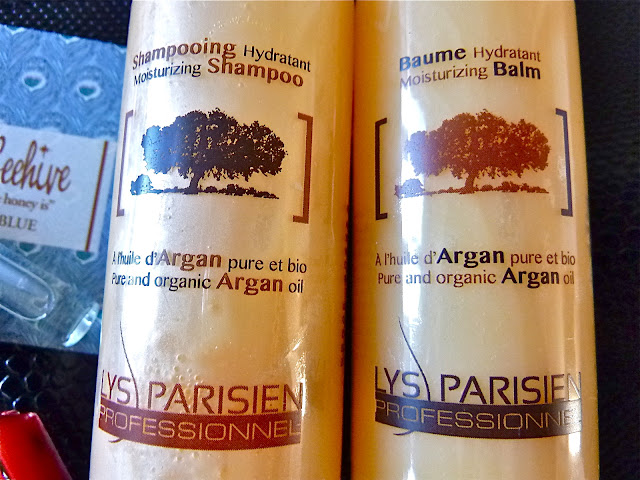 Shampooing Hydratant
Moisturizing Shampoo
A l'huile d'Argan pure et bio
Pure and organic Argan oil
LYS PARISIEN
PROFESSIONNEL
Baume Hydratant
Moisturizing Balm
A l'huile d'Argan pure et bio
Pure and organic Argan oil
LYS PARISIEN
PROFESSIONNEL
eehive
honey is"
BLUE